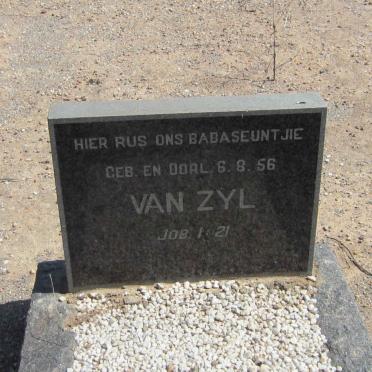 HIER RUS ONS BABASEUNTJIE
GEB. EN OORL. 6.8.56
VAN ZYL
JOB. 1:21